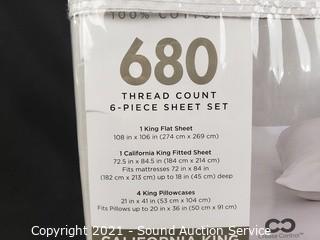 100% COTTON
680
THREAD COUNT
6-PIECE SHEET SET
1 King Flat Sheet
108 in x 106 in (274 cm x 269 cm)
1 California King Fitted Sheet
72.5 in x 84.5 in (184 cm x 214 cm)
Fits mattresses 72 in x 84 in
(182 cm x 213 cm) up to 18 in (45 cm) deep
4 King Pillowcases
21 in x 41 in (53 cm x 104 cm)
Fits Pillows up to 20 in x 36 in (50 cm x 91 cm)
CALIFORNIA KING
Copyright 2021 - Sound Auction Service